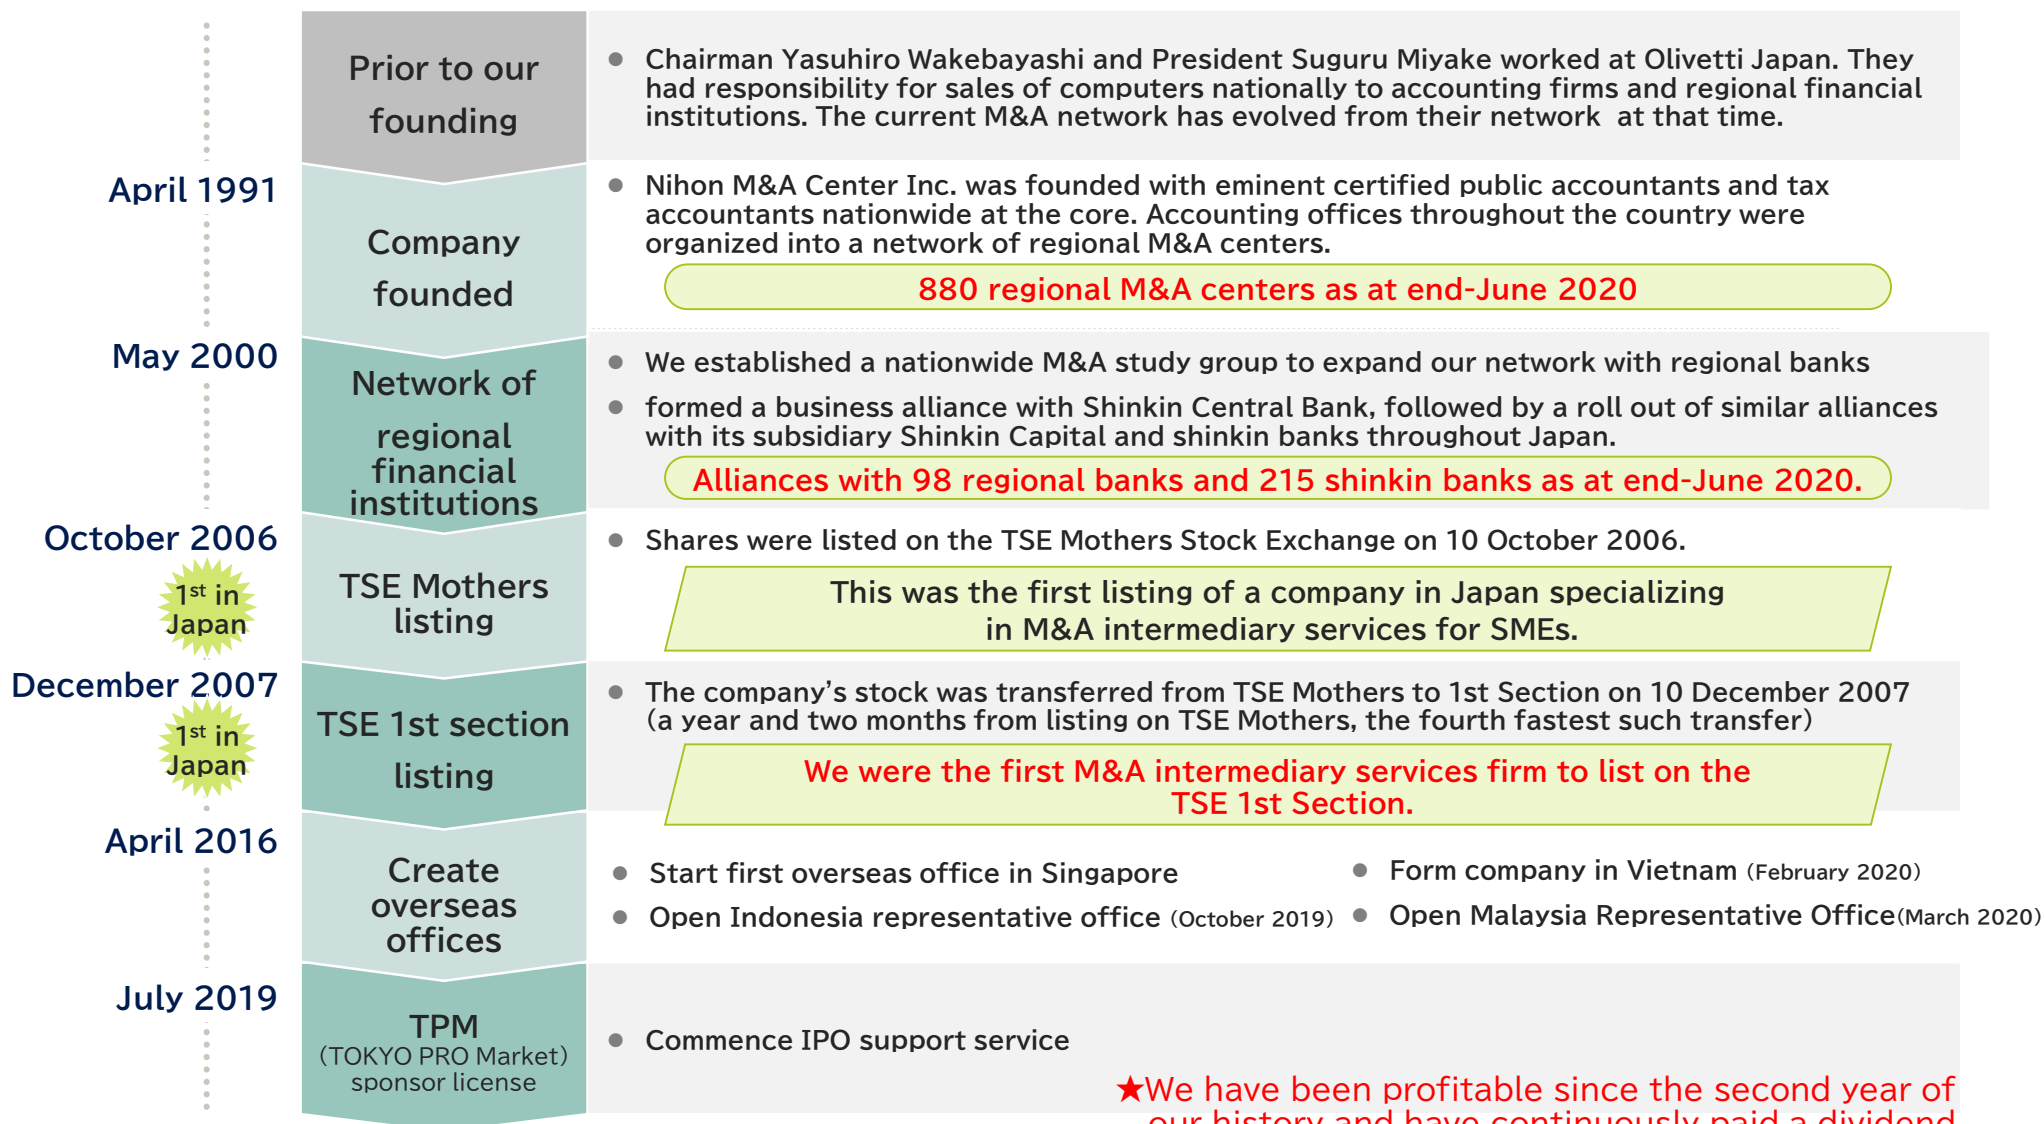 Prior to our
founding
● Chairman Yasuhiro Wakebayashi and President Suguru Miyake worked at Olivetti Japan. They
had responsibility for sales of computers nationally to accounting firms and regional financial
institutions. The current M&A network has evolved from their network at that time.
April 1991
Company
founded
● Nihon M&A Center Inc. was founded with eminent certified public accountants and tax
accountants nationwide at the core. Accounting offices throughout the country were
organized into a network of regional M&A centers.
880 regional M&A centers as at end-June 2020
May 2000
Network of
regional
financial
institutions
● We established a nationwide M&A study group to expand our network with regional banks
● formed a business alliance with Shinkin Central Bank, followed by a roll out of similar alliances
with its subsidiary Shinkin Capital and shinkin banks throughout Japan.
Alliances with 98 regional banks and 215 shinkin banks as at end-June 2020.
October 2006
1st in
Japan
TSE Mothers
listing
● Shares were listed on the TSE Mothers Stock Exchange on 10 October 2006.
This was the first listing of a company in Japan specializing
in M&A intermediary services for SMEs.
December 2007
1st in
Japan
TSE 1st section
listing
● The company's stock was transferred from TSE Mothers to 1st Section on 10 December 2007
(a year and two months from listing on TSE Mothers, the fourth fastest such transfer)
We were the first M&A intermediary services firm to list on the
TSE 1st Section.
April 2016
Create
overseas
offices
● Start first overseas office in Singapore
● Open Indonesia representative office (October 2019)
● Form company in Vietnam (February 2020)
● Open Malaysia Representative Office(March 2020)
July 2019
TPM
(TOKYO PRO Market)
sponsor license
● Commence IPO support service
★We have been profitable since the second year of
our history and have continuously paid a dividend